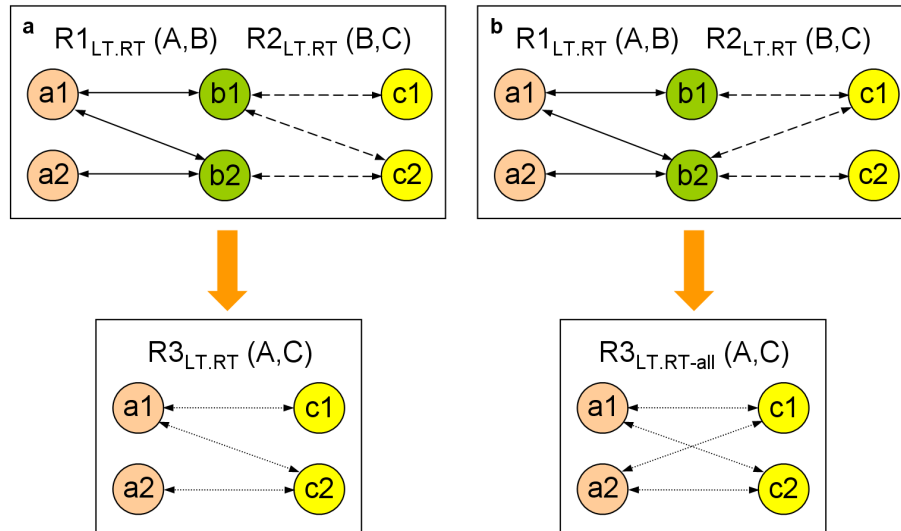 a
R1LT.RT (A,B) R2LT.RT (B,C)
a1 b1 c1
a2 b2 c2
b
R1LT.RT (A,B) R2LT.RT (B,C)
a1 b1 c1
a2 b2 c2
R3LT.RT (A,C)
a1 c1
a2 c2
R3LT.RT-all (A,C)
a1 c1
a2 c2